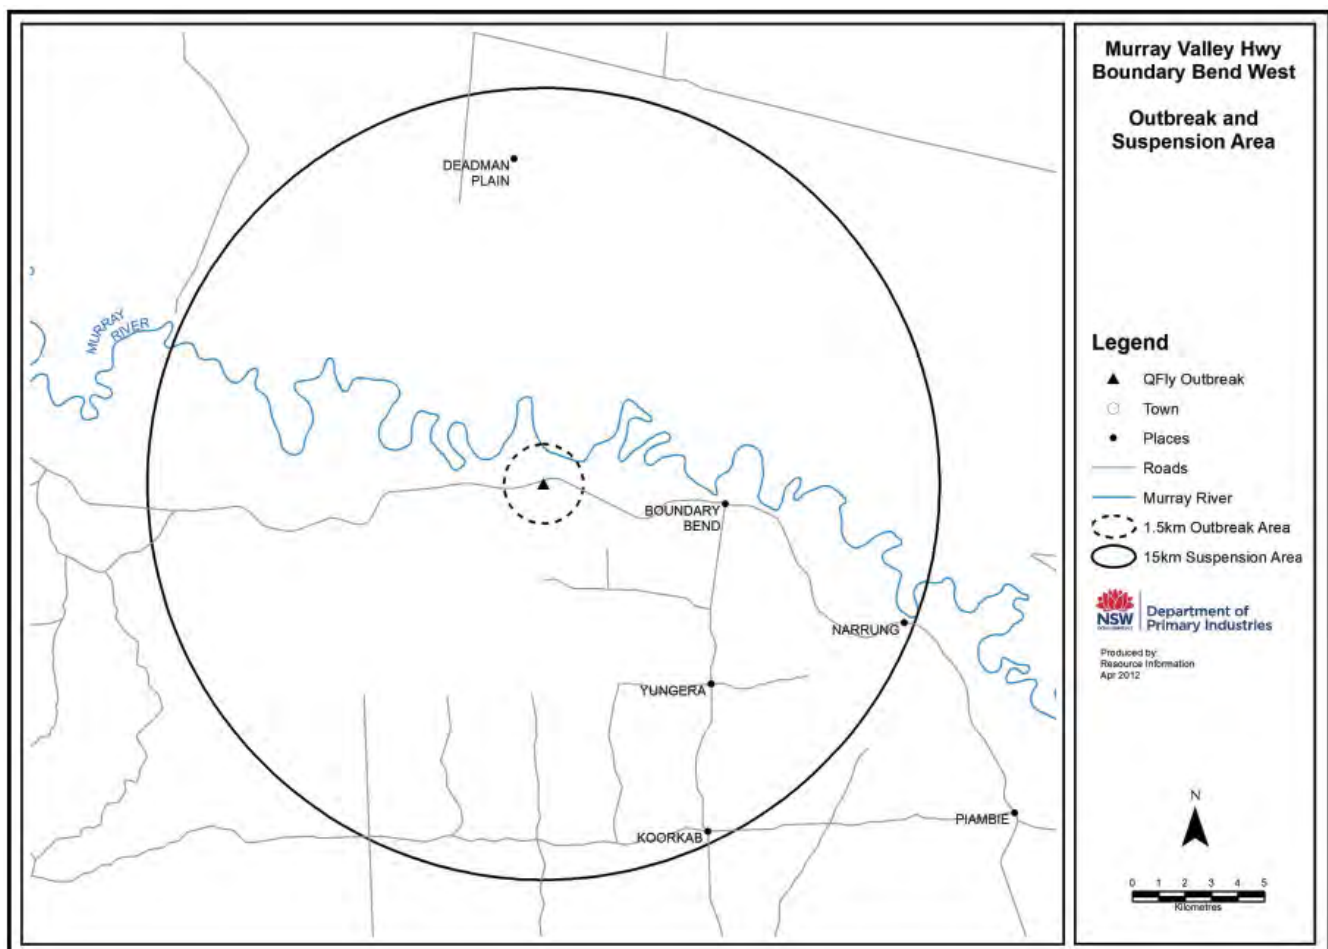 Murray Valley Hwy
Boundary Bend West
Outbreak and
Suspension Area
DEADMAN
PLAIN
MURRAY
RIVER
BOUNDARY
BEND
NARRUNG
YUNGERA
KOORKAB
PIAMBIE
Legend
QFly Outbreak
Town
Places
Roads
Murray River
1.5km Outbreak Area
15km Suspension Area
NSW
Department of
Primary Industries
Produced by:
Resource Information
Apr 2012
N
0 1 2 3 4 5
Kilometres